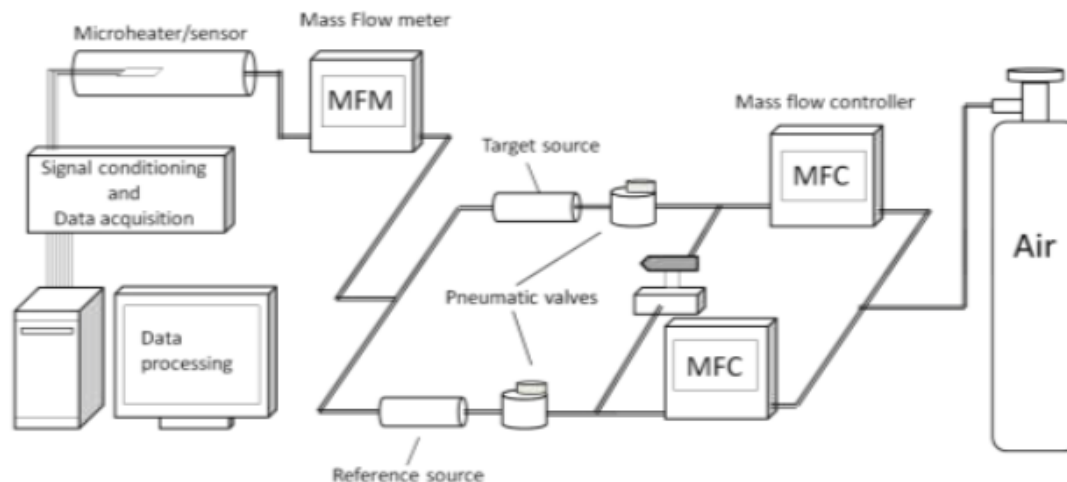 Mass Flow meter
Microheater/sensor
MFM
Mass flow controller
Target source
MFC
Signal conditioning
and
Data acquisition
Air
Pneumatic valves
Data
processing
MFC
Reference source